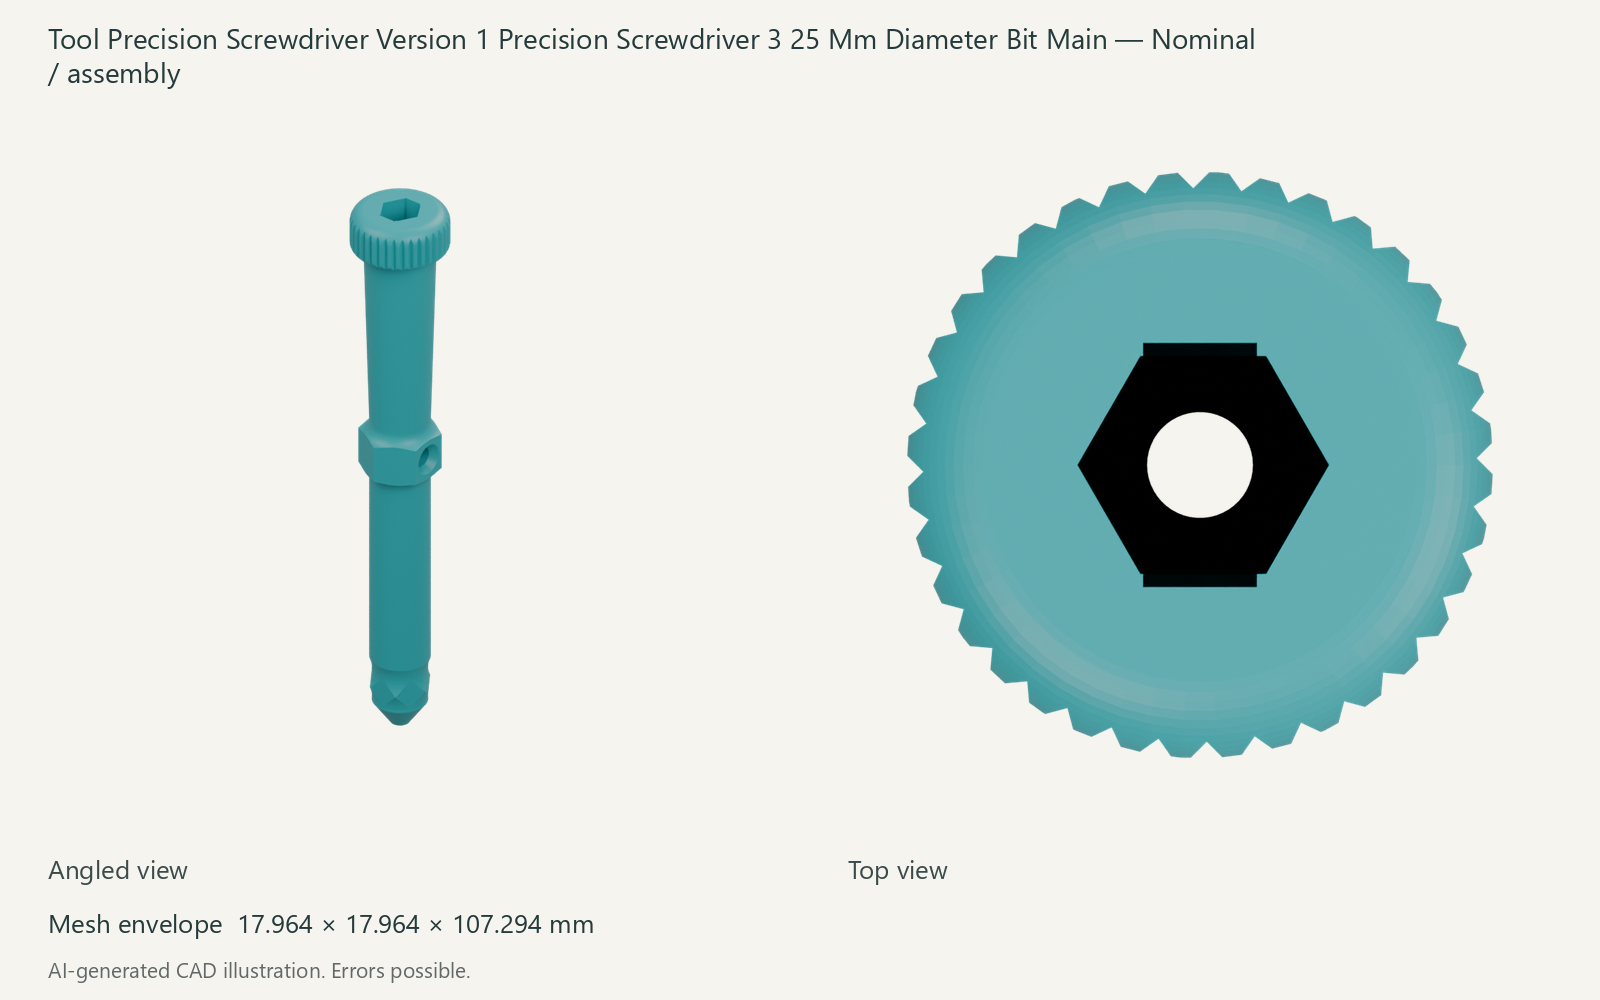 Tool Precision Screwdriver Version 1 Precision Screwdriver 3 25 Mm Diameter Bit Main — Nominal
/ assembly
Angled view
Top view
Mesh envelope  17.964 × 17.964 × 107.294 mm
AI-generated CAD illustration. Errors possible.